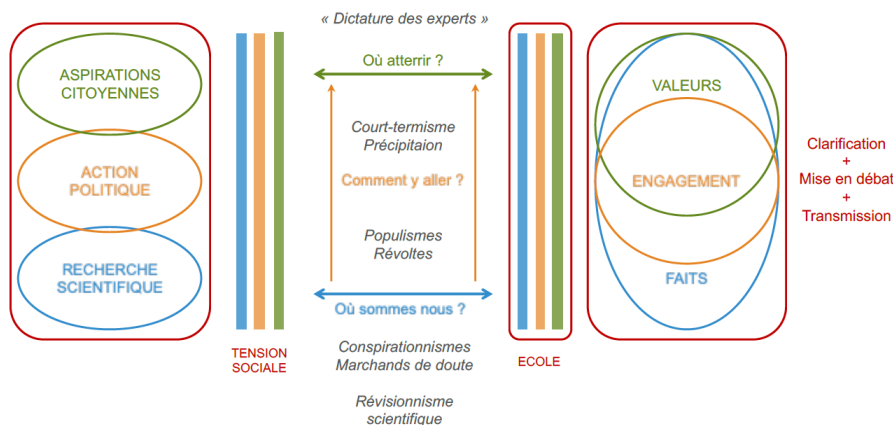 « Dictature des experts »
ASPIRATIONS
CITOYENNES
ACTION
POLITIQUE
RECHERCHE
SCIENTIFIQUE
TENSION
SOCIALE
Où atterrir ?
Court-termisme
Précipitaion
Comment y aller ?
Populismes
Révoltes
Où sommes nous ?
Conspirationnismes
Marchands de doute
Révisionnisme
scientifique
ECOLE
VALEURS
ENGAGEMENT
FAITS
Clarification
+
Mise en débat
+
Transmission